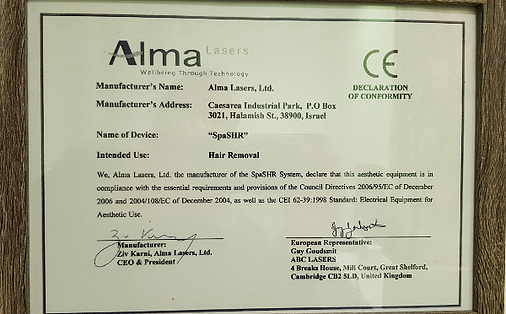 Alma Lasers
Wellbeing Through Technology
CE
DECLARATION
OF CONFORMITY
Manufacturer's Name: Alma Lasers, Ltd.
Manufacturer's Address: Caesarea Industrial Park, P.O Box
3021, Halamish St., 38900, Israel
Name of Device: "SpaSHR"
Intended Use: Hair Removal
We, Alma Lasers, Ltd. the manufacturer of the SpaSHR System, declare that this aesthetic equipment is in
compliance with the essential requirements and provisions of the Council Directives 2006/95/EC of December
2006 and 2004/108/EC of December 2004, as well as the CEI 62-39:1998 Standard: Electrical Equipment for
Aesthetic Use.
Manufacturer:
Ziv Karni, Alma Lasers, Ltd.
CEO & President
European Representative:
Guy Goudsmit
ABC LASERS
4 Breaks House, Mill Court, Great Shelford,
Cambridge CB2 5LD, United Kingdom